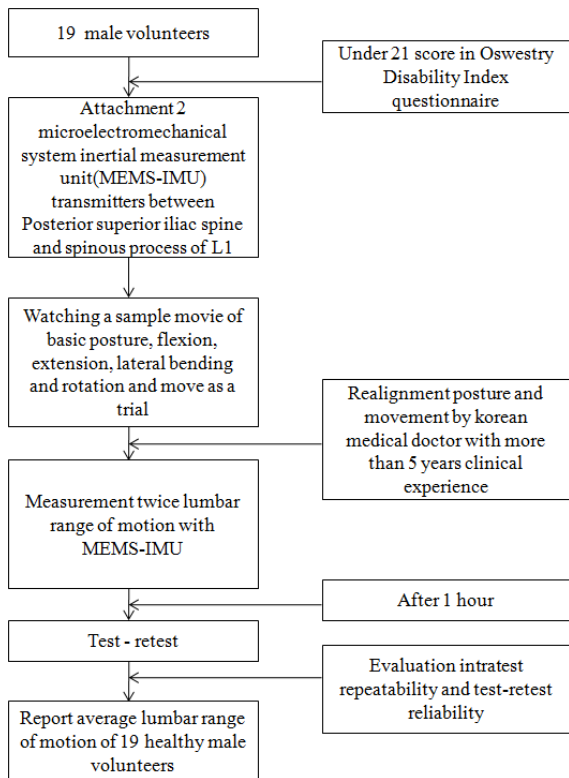 19 male volunteers
Under 21 score in Oswestry
Disability Index
questionnaire
Attachment 2
microelectromechanical
system inertial measurement
unit(MEMS-IMU)
transmitters between
Posterior superior iliac spine
and spinous process of L1
Watching a sample movie of
basic posture, flexion,
extension, lateral bending
and rotation and move as a
trial
Realignment posture and
movement by korean
medical doctor with more
than 5 years clinical
experience
Measurement twice lumbar
range of motion with
MEMS-IMU
After 1 hour
Test - retest
Evaluation intratest
repeatability and test-retest
reliability
Report average lumbar range
of motion of 19 healthy male
volunteers